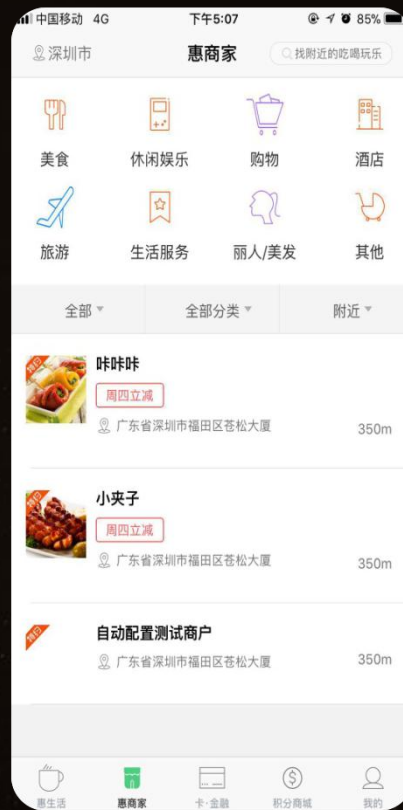 中国移动 4G 下午5:07 85%
深圳市 惠商家 找附近的吃喝玩乐
美食 休闲娱乐 购物 酒店
旅游 生活服务 丽人/美发 其他
全部 全部分类 附近
特约
咔咔咔
周四立减
广东省深圳市福田区苍松大厦 350m
特约
小夹子
周四立减
广东省深圳市福田区苍松大厦 350m
特约
自动配置测试商户
广东省深圳市福田区苍松大厦 350m
惠生活 惠商家 卡·金融 积分商城 我的